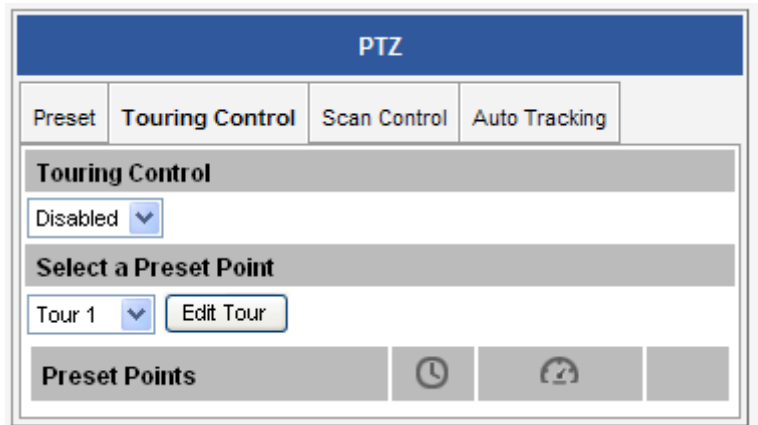 PTZ
Preset Touring Control Scan Control Auto Tracking
Touring Control
Disabled
Select a Preset Point
Tour 1 Edit Tour
Preset Points